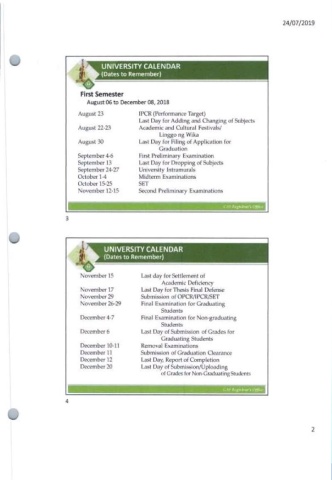 24/07/2019
UNIVERSITY CALENDAR
(Dates to Remember)
First Semester
August 06 to December 08, 2018
August 23 IPCR (Performance Target)
Last Day for Adding and Changing of Subjects
August 22-25 Academic and Cultural Festivals/
Linggo ng Wika
August 30 Last Day for Filing of Application for
Graduation
September 4-6 First Preliminary Examination
September 13 Last Day for Dropping of Subjects
September 24-27 University Intramurals
October 1-4 Midterm Examinations
October 15-25 SET
November 12-15 Second Preliminary Examinations
3
UNIVERSITY CALENDAR
(Dates to Remember)
November 15 Last day for Settlement of
Academic Deficiency
November 17 Last Day for Thesis Final Defense
November 29 Submission of OPCR/IPCR/SET
November 26-29 Final Examination for Graduating
Students
December 4-7 Final Examination for Non-graduating
Students
December 6 Last Day of Submission of Grades for
Graduating Students
December 10-11 Removal Examinations
December 11 Submission of Graduation Clearance
December 12 Last Day, Report of Completion
December 20 Last Day of Submission/Uploading
of Grades for Non-Graduating Students
4
2